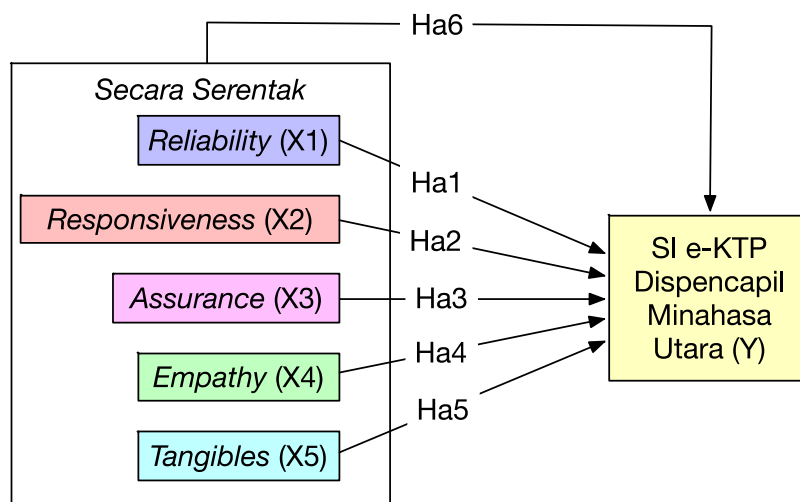 Ha6
Secara Serentak
Reliability (X1)
Ha1
Responsiveness (X2)
Ha2
Assurance (X3)
Ha3
Empathy (X4)
Ha4
Tangibles (X5)
Ha5
SI e-KTP
Dispencapil
Minahasa
Utara (Y)